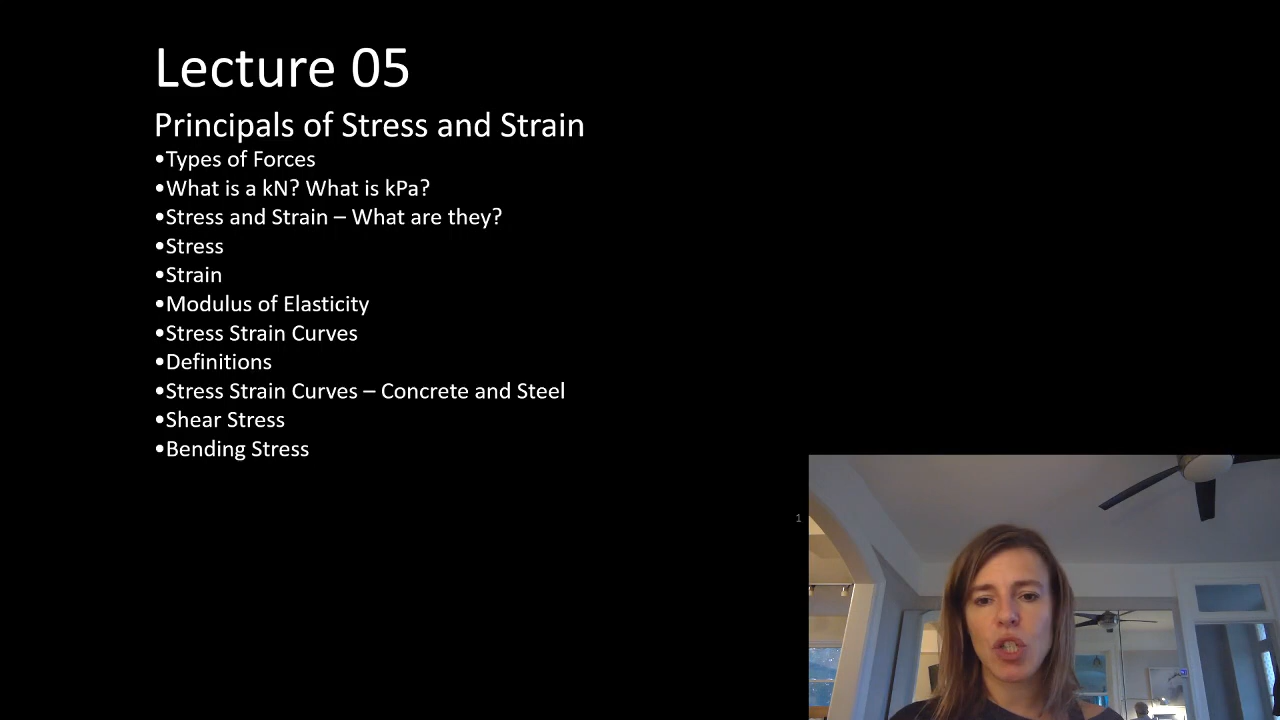 Lecture 05
Principals of Stress and Strain
•Types of Forces
•What is a kN? What is kPa?
•Stress and Strain – What are they?
•Stress
•Strain
•Modulus of Elasticity
•Stress Strain Curves
•Definitions
•Stress Strain Curves – Concrete and Steel
•Shear Stress
•Bending Stress
1